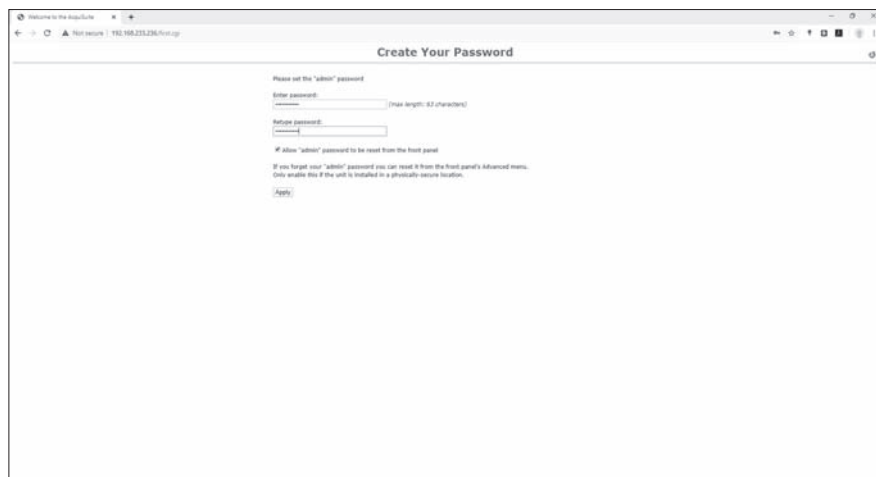 Welcome to the AcquiSuite
Not secure | 192.168.233.236/first.cgi
Create Your Password
Please set the "admin" password
Enter password:
(max length: 63 characters)
Retype password:
Allow "admin" password to be reset from the front panel
If you forget your "admin" password you can reset it from the front panel's Advanced menu.
Only enable this if the unit is installed in a physically-secure location.
Apply